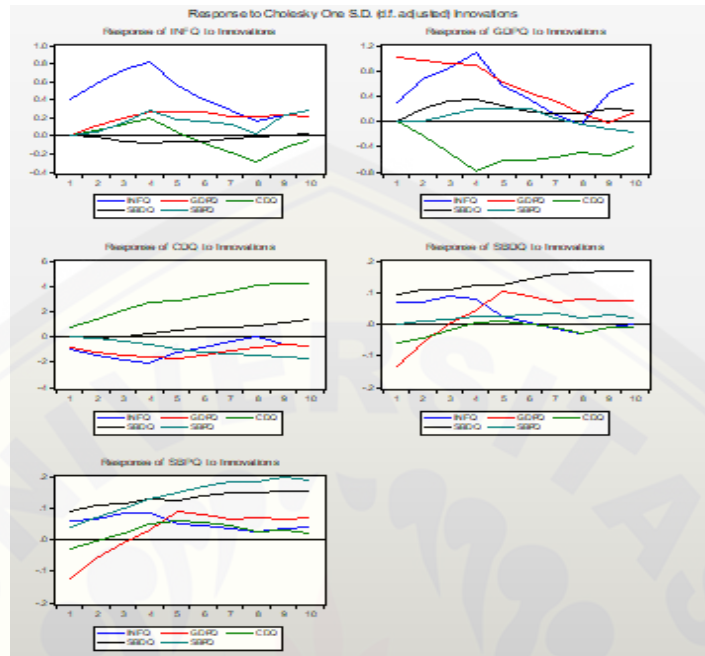 Response to Cholesky One S.D. (d.f. adjusted) Innovations
Response of INFQ to Innovations
1.0
0.8
0.6
0.4
0.2
0.0
-0.2
-0.4
1 2 3 4 5 6 7 8 9 10
INFQ GDPQ CDQ
SBDQ SBPQ
Response of GDPQ to Innovations
1.2
0.8
0.4
0.0
-0.4
-0.8
1 2 3 4 5 6 7 8 9 10
INFQ GDPQ CDQ
SBDQ SBPQ
Response of CDQ to Innovations
6
4
2
0
-2
-4
1 2 3 4 5 6 7 8 9 10
INFQ GDPQ CDQ
SBDQ SBPQ
Response of SBDQ to Innovations
.2
.1
.0
-.1
-.2
1 2 3 4 5 6 7 8 9 10
INFQ GDPQ CDQ
SBDQ SBPQ
Response of SBPQ to Innovations
.2
.1
.0
-.1
-.2
1 2 3 4 5 6 7 8 9 10
INFQ GDPQ CDQ
SBDQ SBPQ